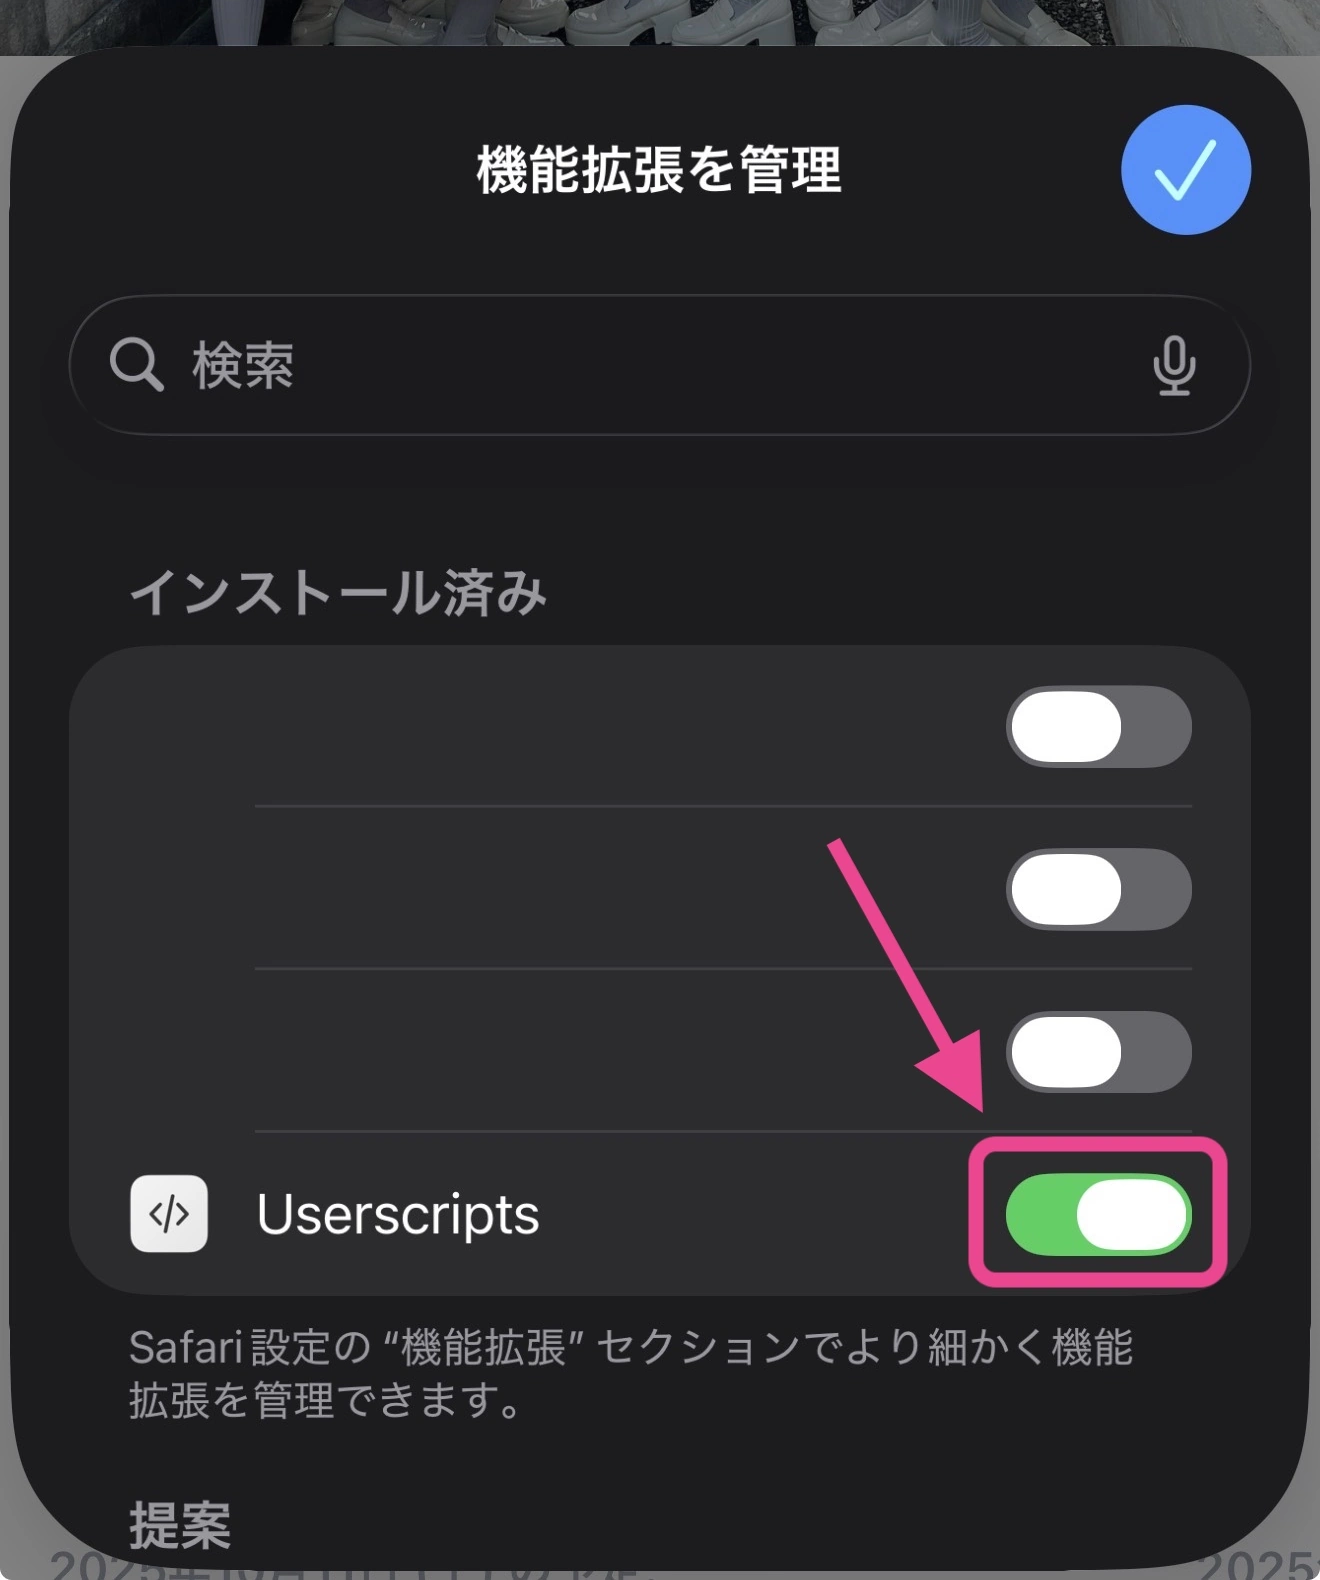 機能拡張を管理
検索
インストール済み
</>
Userscripts
Safari設定の “機能拡張” セクションでより細かく機能
拡張を管理できます。
提案
2025